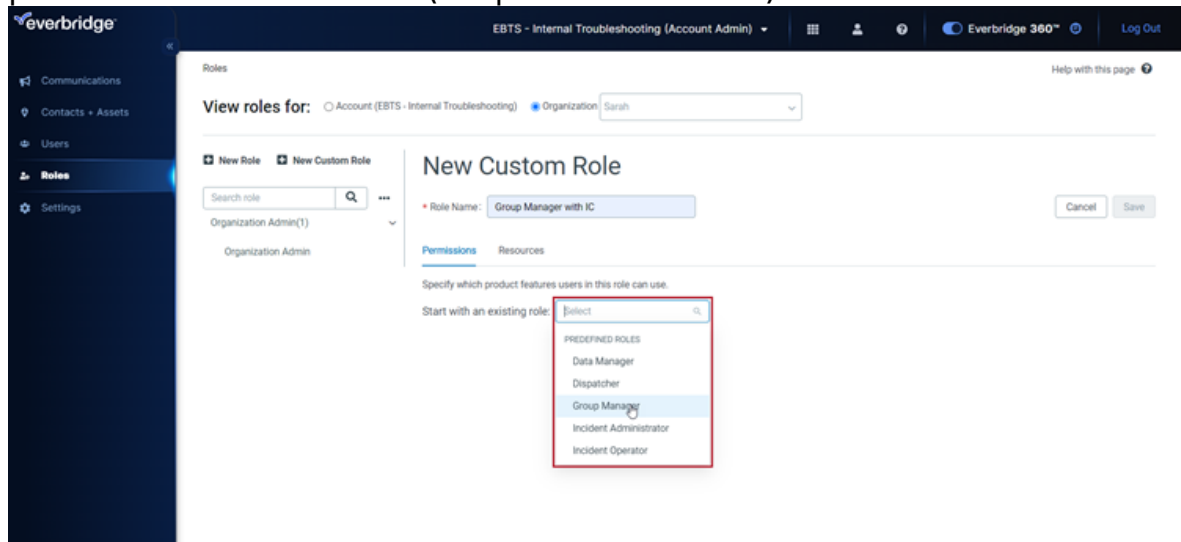 everbridge
EBTS - Internal Troubleshooting (Account Admin)
Everbridge 360™
Log Out
Communications
Contacts + Assets
Users
Roles
Settings
Roles
Help with this page
View roles for: Account (EBTS - Internal Troubleshooting) Organization Sarah
New Role New Custom Role
Search role
Organization Admin(1)
Organization Admin
New Custom Role
* Role Name: Group Manager with IC
Cancel Save
Permissions Resources
Specify which product features users in this role can use.
Start with an existing role: Select
PREDEFINED ROLES
Data Manager
Dispatcher
Group Manager
Incident Administrator
Incident Operator